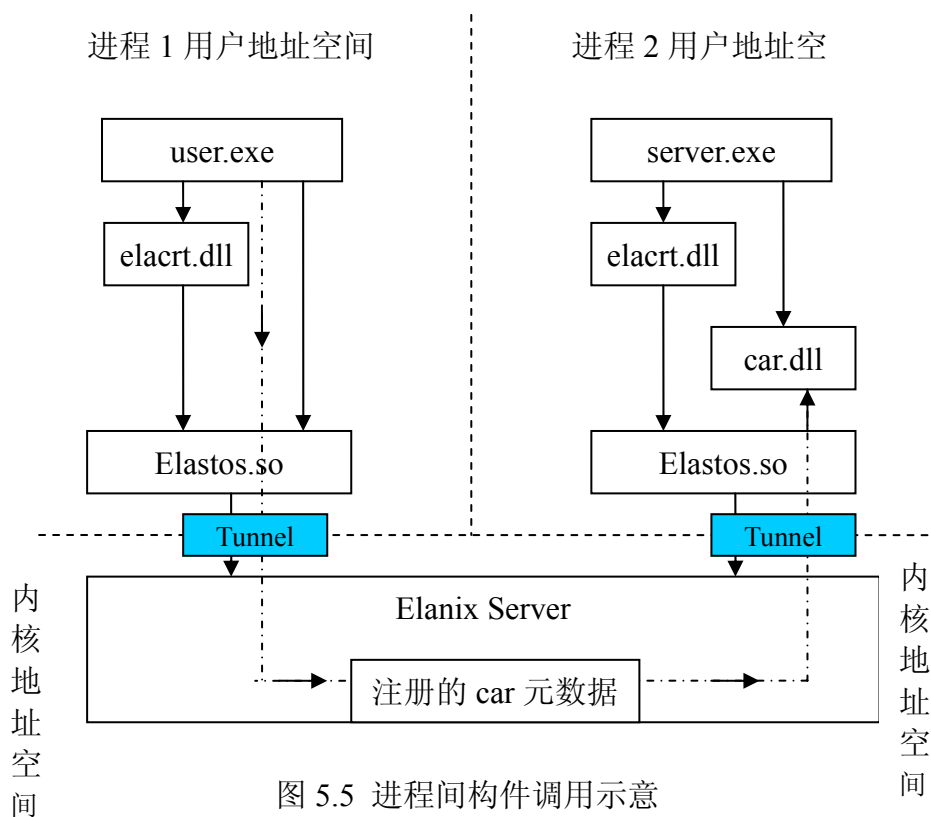 进程 1 用户地址空间
进程 2 用户地址空
user.exe
server.exe
elacrt.dll
elacrt.dll
car.dll
Elastos.so
Elastos.so
Tunnel
Tunnel
内核地址空间
Elanix Server
内核地址空间
注册的 car 元数据
图 5.5 进程间构件调用示意